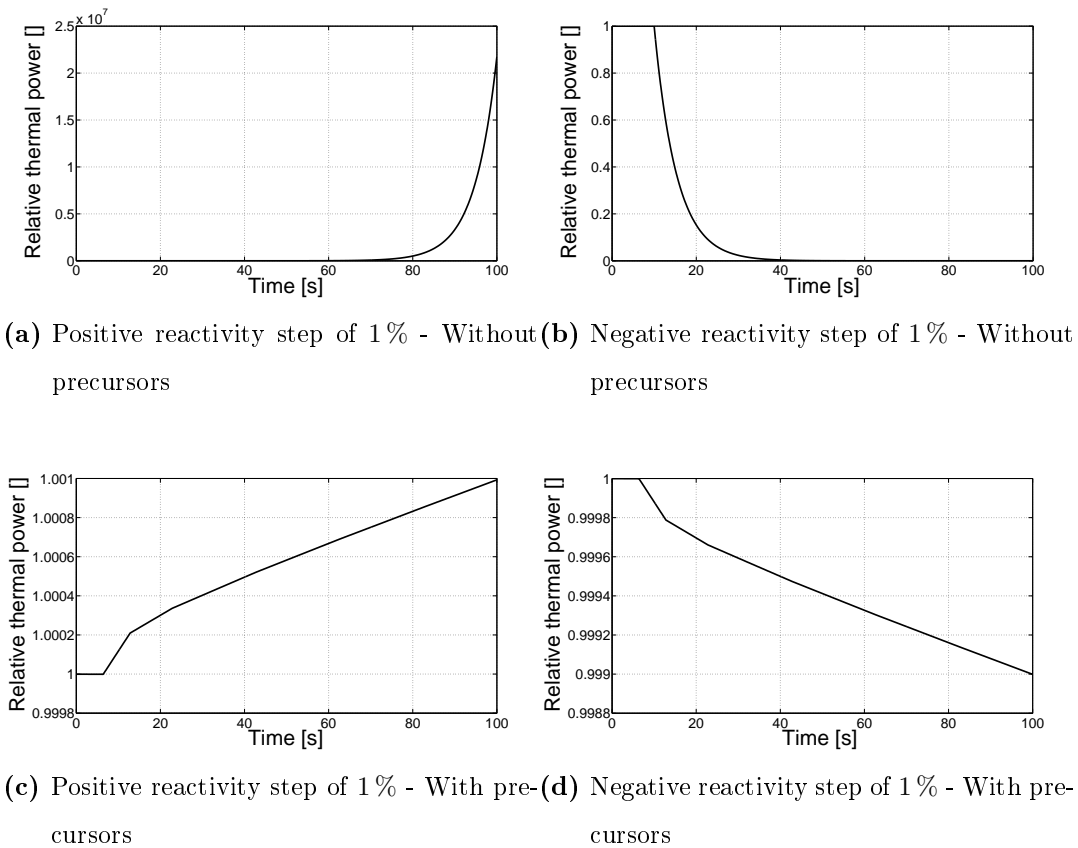 x 10^7
2.5
2
1.5
1
0.5
0
0 20 40 60 80 100
Relative thermal power []
Time [s]
1
0.8
0.6
0.4
0.2
0
0 20 40 60 80 100
Relative thermal power []
Time [s]
(a) Positive reactivity step of 1 % - Without
precursors
(b) Negative reactivity step of 1 % - Without
precursors
1.001
1.0008
1.0006
1.0004
1.0002
1
0.9998
0 20 40 60 80 100
Relative thermal power []
Time [s]
1
0.9998
0.9996
0.9994
0.9992
0.999
0.9988
0 20 40 60 80 100
Relative thermal power []
Time [s]
(c) Positive reactivity step of 1 % - With pre-
cursors
(d) Negative reactivity step of 1 % - With pre-
cursors